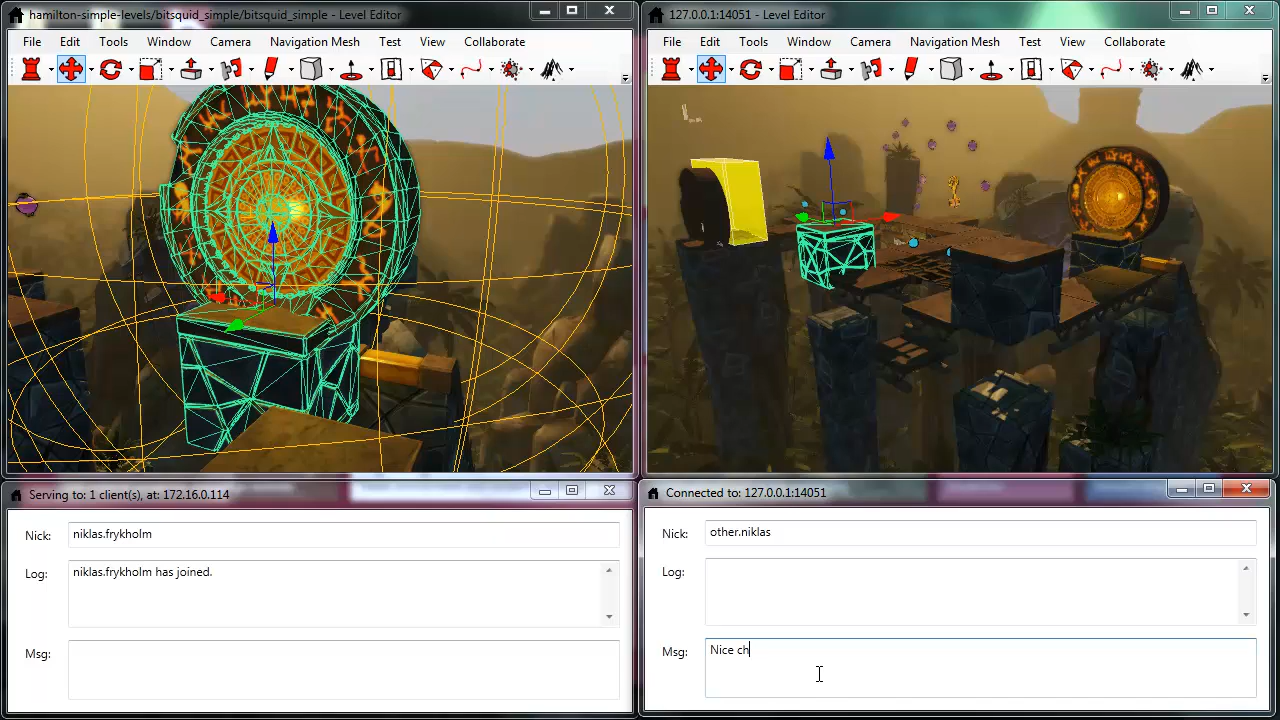 hamilton-simple-levels/bitsquid_simple/bitsquid_simple - Level Editor
File Edit Tools Window Camera Navigation Mesh Test View Collaborate
127.0.0.1:14051 - Level Editor
File Edit Tools Window Camera Navigation Mesh Test View Collaborate
Serving to: 1 client(s), at: 172.16.0.114
Nick: niklas.frykholm
Log: niklas.frykholm has joined.
Msg:
Connected to: 127.0.0.1:14051
Nick: other.niklas
Log:
Msg: Nice ch